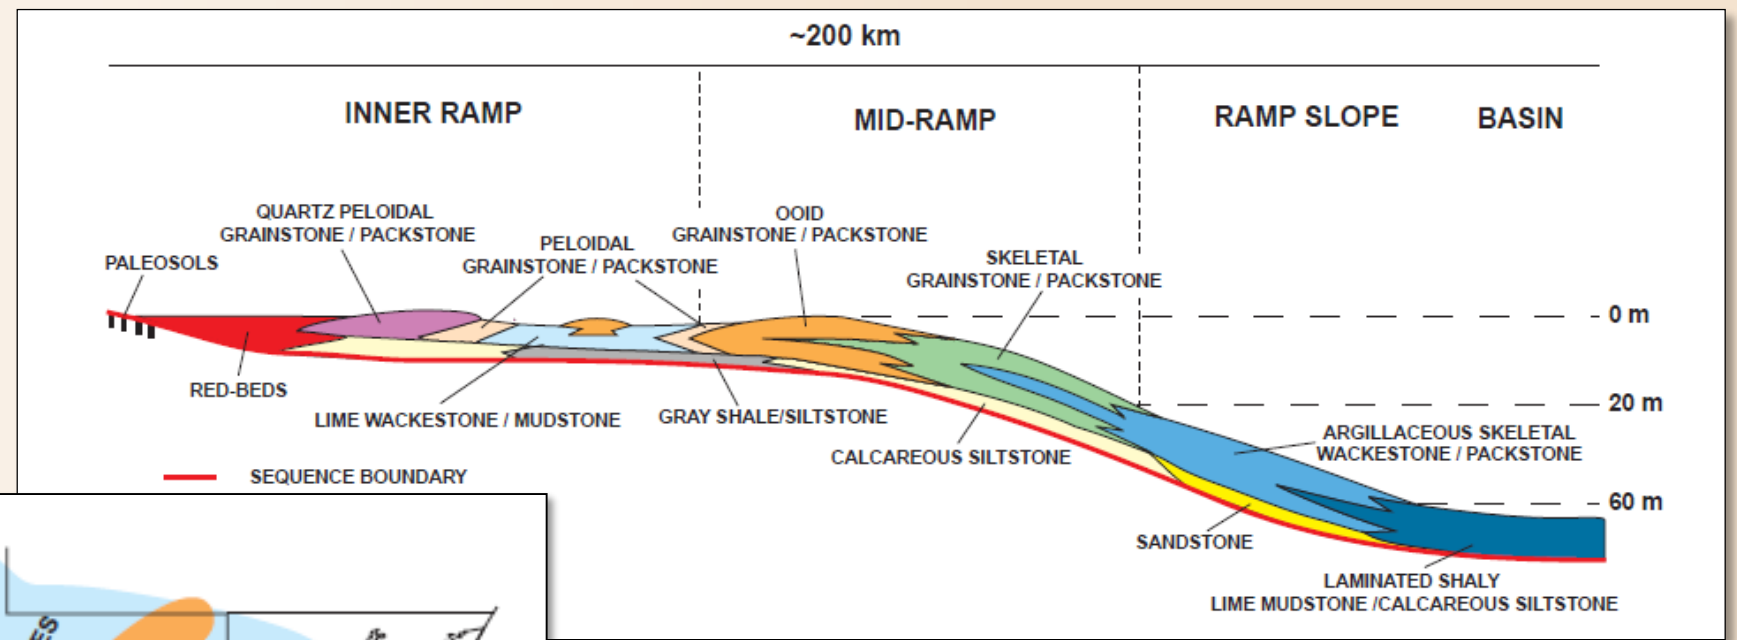 ~200 km
INNER RAMP
MID-RAMP
RAMP SLOPE
BASIN
QUARTZ PELOIDAL
GRAINSTONE / PACKSTONE
PALEOSOLS
PELOIDAL
GRAINSTONE / PACKSTONE
OOID
GRAINSTONE / PACKSTONE
SKELETAL
GRAINSTONE / PACKSTONE
0 m
RED-BEDS
LIME WACKESTONE / MUDSTONE
GRAY SHALE/SILTSTONE
20 m
CALCAREOUS SILTSTONE
ARGILLACEOUS SKELETAL
WACKESTONE / PACKSTONE
SEQUENCE BOUNDARY
60 m
SANDSTONE
LAMINATED SHALY
LIME MUDSTONE /CALCAREOUS SILTSTONE